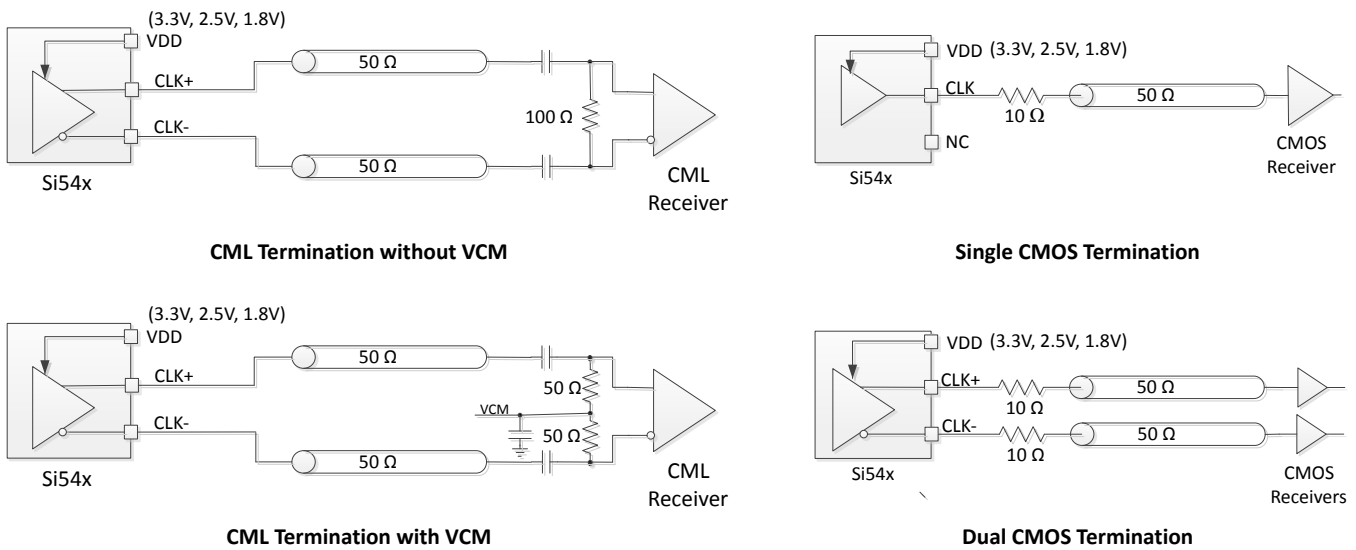 (3.3V, 2.5V, 1.8V)
VDD
CLK+
50 Ω
100 Ω
CLK-
50 Ω
Si54x
CML
Receiver
CML Termination without VCM
VDD (3.3V, 2.5V, 1.8V)
CLK
10 Ω
50 Ω
NC
CMOS
Receiver
Si54x
Single CMOS Termination
(3.3V, 2.5V, 1.8V)
VDD
CLK+
50 Ω
50 Ω
VCM
50 Ω
CLK-
50 Ω
Si54x
CML
Receiver
CML Termination with VCM
VDD (3.3V, 2.5V, 1.8V)
CLK+
10 Ω
50 Ω
CLK-
10 Ω
50 Ω
Si54x
CMOS
Receivers
Dual CMOS Termination